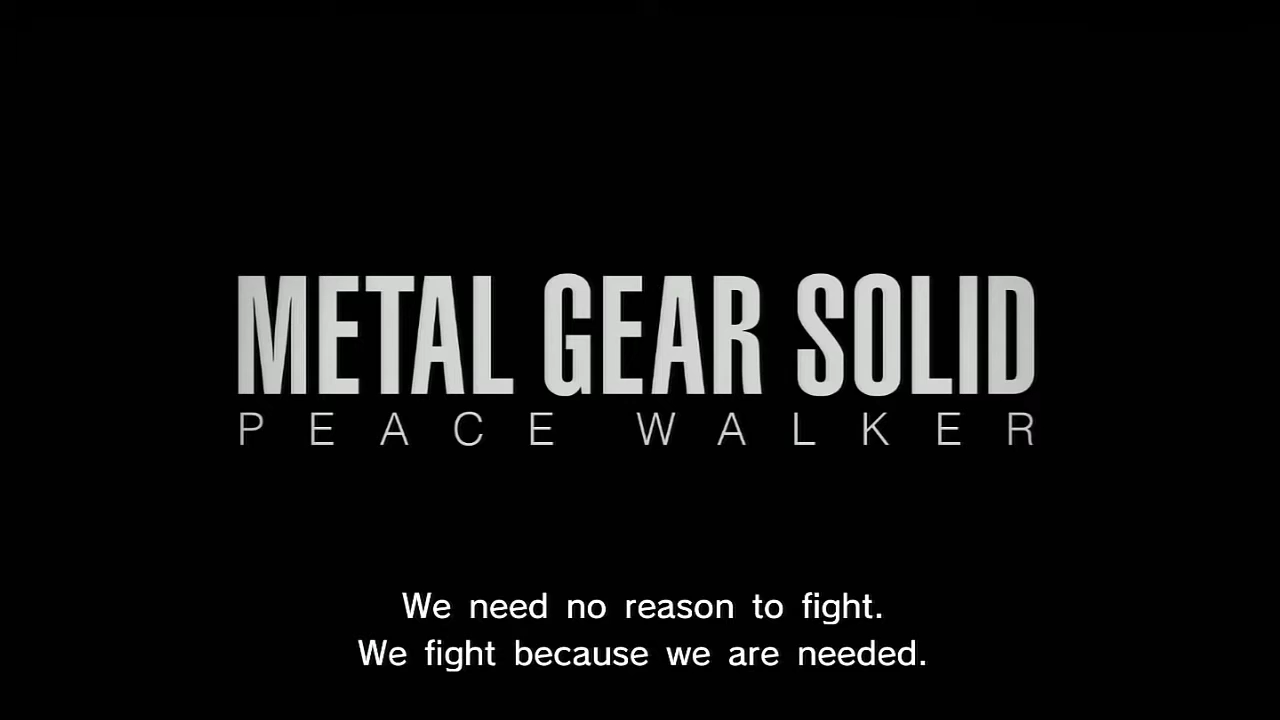 METAL GEAR SOLID
PEACE WALKER
We need no reason to fight.
We fight because we are needed.